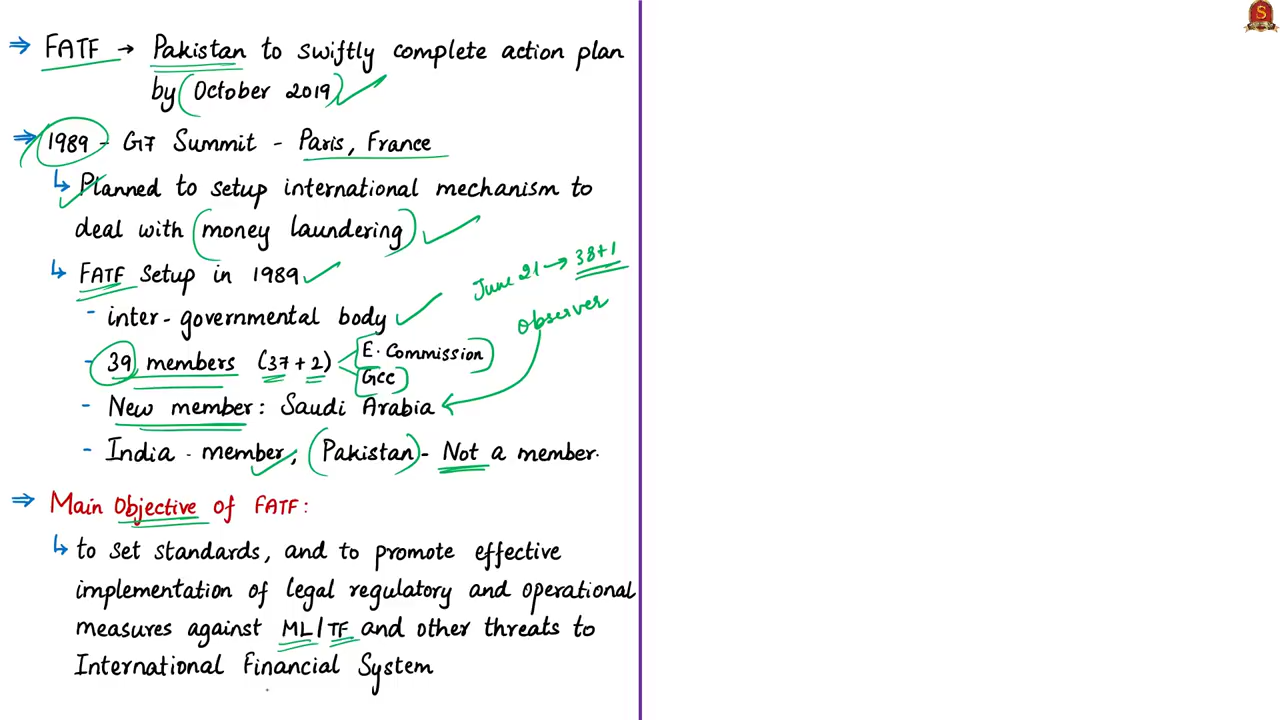 ⇒ FATF → Pakistan to swiftly complete action plan
by (October 2019)
⇒ 1989 - G7 Summit - Paris, France
↳ Planned to setup international mechanism to
deal with (money laundering)
↳ FATF Setup in 1989
- inter-governmental body
June 21 → 38+1
Observer
- 39 members (37+2) E. Commission
GCC
- New member: Saudi Arabia
- India - member, (Pakistan) - Not a member.
⇒ Main Objective of FATF:
↳ to set standards, and to promote effective
implementation of legal regulatory and operational
measures against ML/TF and other threats to
International Financial System
S